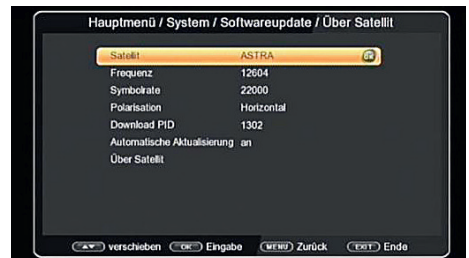 Hauptmenü / System / Softwareupdate / Über Satellit
Satellit ASTRA
Frequenz 12604
Symbolrate 22000
Polarisation Horizontal
Download PID 1302
Automatische Aktualisierung an
Über Satellit
verschieben OK Eingabe MENU Zurück EXIT Ende